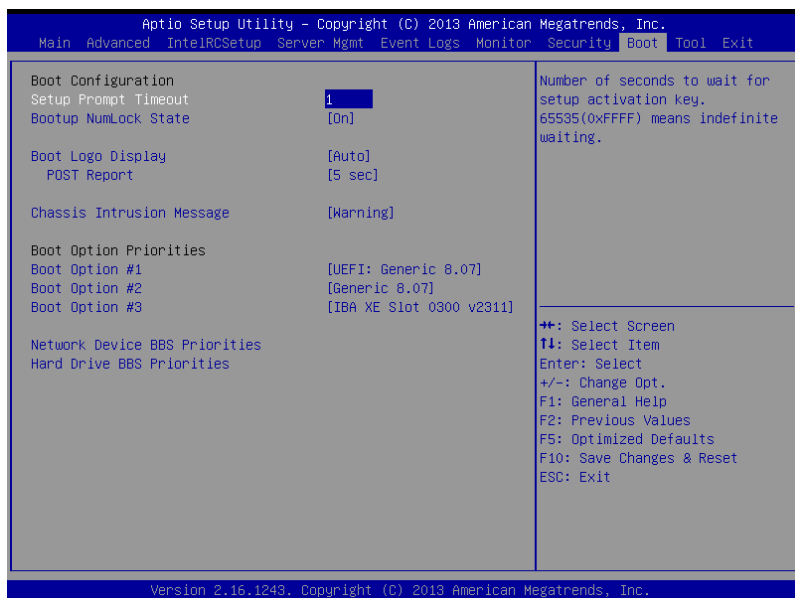 Aptio Setup Utility – Copyright (C) 2013 American Megatrends, Inc.
Main Advanced IntelRCSetup Server Mgmt Event Logs Monitor Security Boot Tool Exit
Boot Configuration
Setup Prompt Timeout 1
Bootup NumLock State [On]
Boot Logo Display [Auto]
POST Report [5 sec]
Chassis Intrusion Message [Warning]
Boot Option Priorities
Boot Option #1 [UEFI: Generic 8.07]
Boot Option #2 [Generic 8.07]
Boot Option #3 [IBA XE Slot 0300 v2311]
Network Device BBS Priorities
Hard Drive BBS Priorities
Number of seconds to wait for
setup activation key.
65535(0xFFFF) means indefinite
waiting.
→←: Select Screen
↑↓: Select Item
Enter: Select
+/-: Change Opt.
F1: General Help
F2: Previous Values
F5: Optimized Defaults
F10: Save Changes & Reset
ESC: Exit
Version 2.16.1243. Copyright (C) 2013 American Megatrends, Inc.